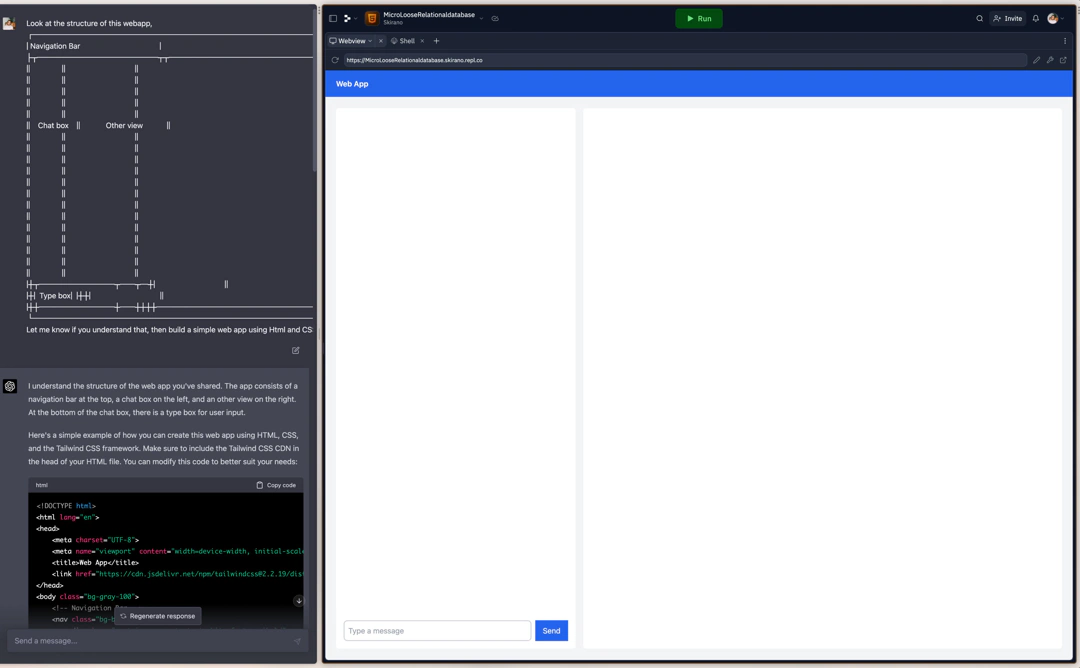 Look at the structure of this webapp,
Navigation Bar
Chat box Other view
Type box
Let me know if you understand that, then build a simple web app using Html and CS
I understand the structure of the web app you've shared. The app consists of a
navigation bar at the top, a chat box on the left, and an other view on the right.
At the bottom of the chat box, there is a type box for user input.
Here's a simple example of how you can create this web app using HTML, CSS,
and the Tailwind CSS framework. Make sure to include the Tailwind CSS CDN in
the head of your HTML file. You can modify this code to better suit your needs:
html Copy code
<!DOCTYPE html>
<html lang="en">
<head>
<meta charset="UTF-8">
<meta name="viewport" content="width=device-width, initial-scale
<title>Web App</title>
<link href="https://cdn.jsdelivr.net/npm/tailwindcss@2.2.19/dist
</head>
<body class="bg-gray-100">
<!-- Navigation Ba
<nav class="bg-b
Regenerate response
Send a message...
MicroLooseRelationaldatabase
Skirano
Run
Invite
Webview
Shell
https://MicroLooseRelationaldatabase.skirano.repl.co
Web App
Type a message
Send